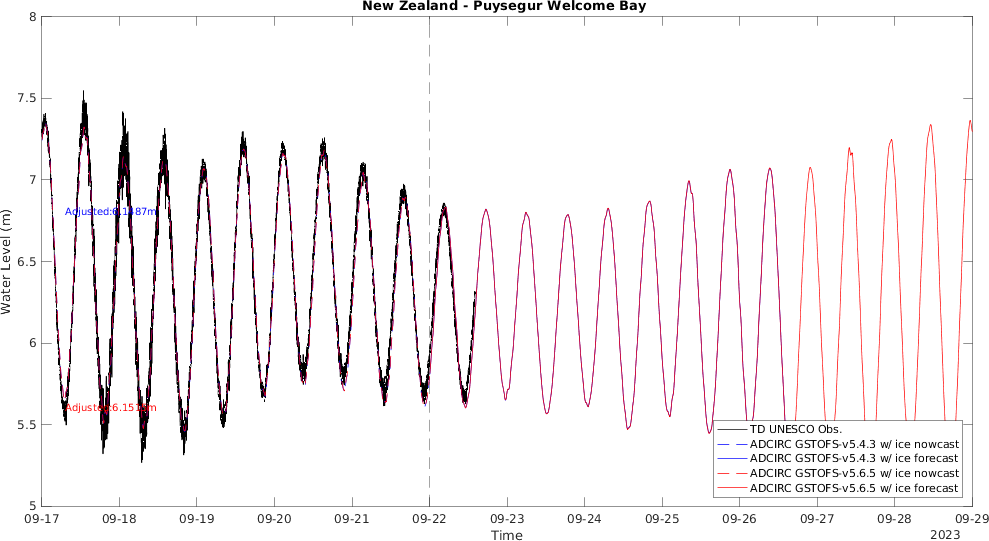 New Zealand - Puysegur Welcome Bay
8
7.5
7
6.5
6
5.5
5
Water Level (m)
Adjusted:6.1487m
TD UNESCO Obs.
ADCIRC GSTOFS-v5.4.3 w/ ice nowcast
ADCIRC GSTOFS-v5.4.3 w/ ice forecast
ADCIRC GSTOFS-v5.6.5 w/ ice nowcast
ADCIRC GSTOFS-v5.6.5 w/ ice forecast
09-17 09-18 09-19 09-20 09-21 09-22 09-23 09-24 09-25 09-26 09-27 09-28 09-29
Time
2023